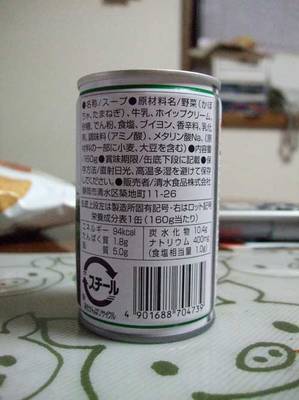 ●名称/スープ●原材料名/野菜(かぼ
ちゃ、たまねぎ)、牛乳、ホイップクリーム、
砂糖、でん粉、食塩、ブイヨン、香辛料、乳化
剤、調味料(アミノ酸)、メタリン酸Na、(原
材料の一部に小麦、大豆を含む)●内容量
/160g●賞味期限/缶底下段に記載●保存
方法/直射日光、高温多湿を避けて保存
してください。●販売者/清水食品株式会社
静岡市清水区築地町11-26
缶底上段左は製造所固有記号・右はロット記号
栄養成分表1缶(160g当たり)
エネルギー 94kcal
たんぱく質 1.8g
脂質 5.0g
炭水化物 10.4g
ナトリウム 400mg
(食塩相当量 1.0g)
スチール
4901688704739